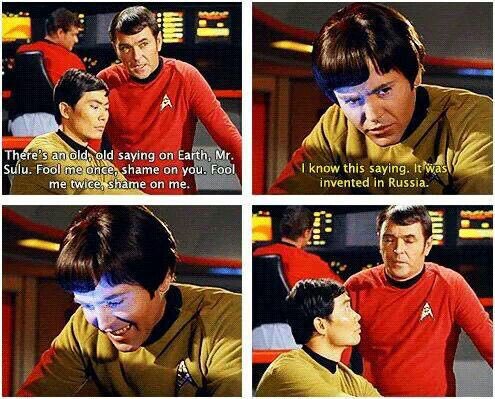 There's an old, old saying on Earth, Mr.
Sulu. Fool me once, shame on you. Fool
me twice, shame on me.
I know this saying. It was
invented in Russia.